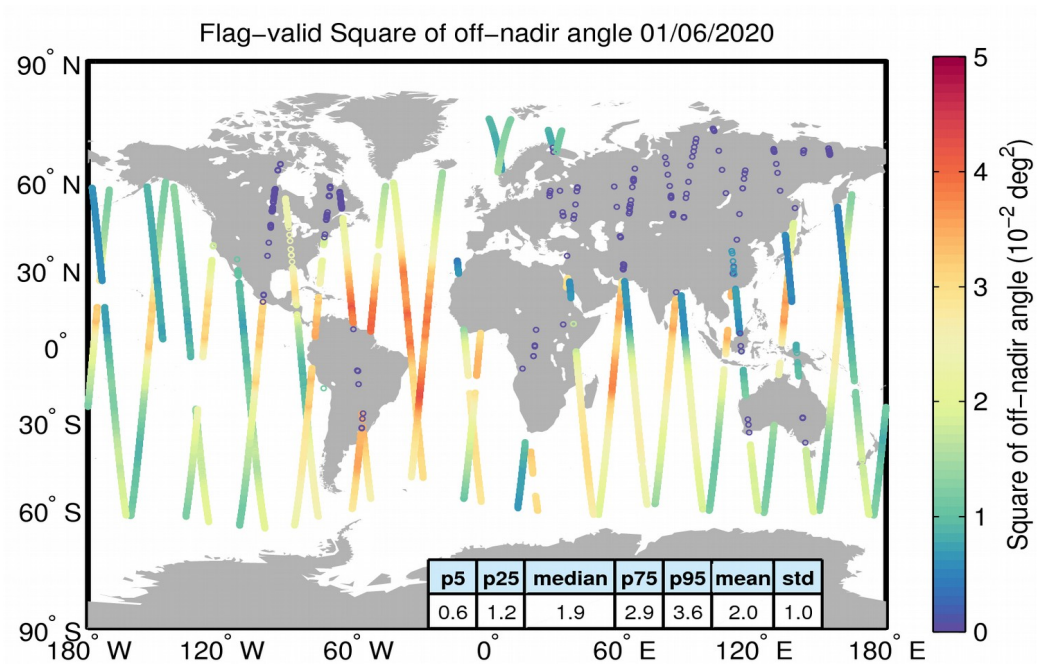 Flag−valid Square of off−nadir angle 01/06/2020
90° N
60° N
30° N
0°
30° S
60° S
90° S
180° W
120° W
60° W
0°
60° E
120° E
180° E
p5 p25 median p75 p95 mean std
0.6 1.2 1.9 2.9 3.6 2.0 1.0
5
4
3
2
1
0
Square of off−nadir angle (10⁻² deg²)